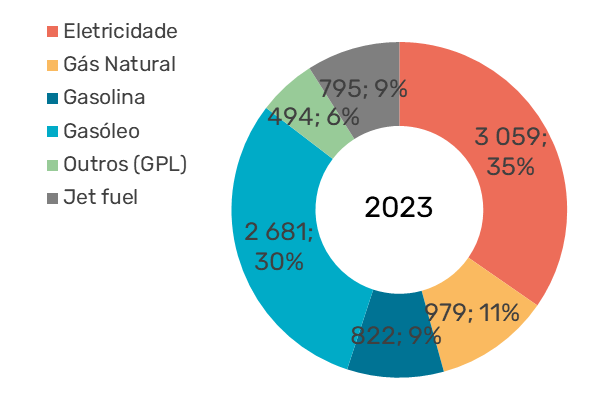 Eletricidade
Gás Natural
Gasolina
Gasóleo
Outros (GPL)
Jet fuel
795; 9%
494; 6%
3 059;
35%
2023
2 681;
30%
979; 11%
822; 9%